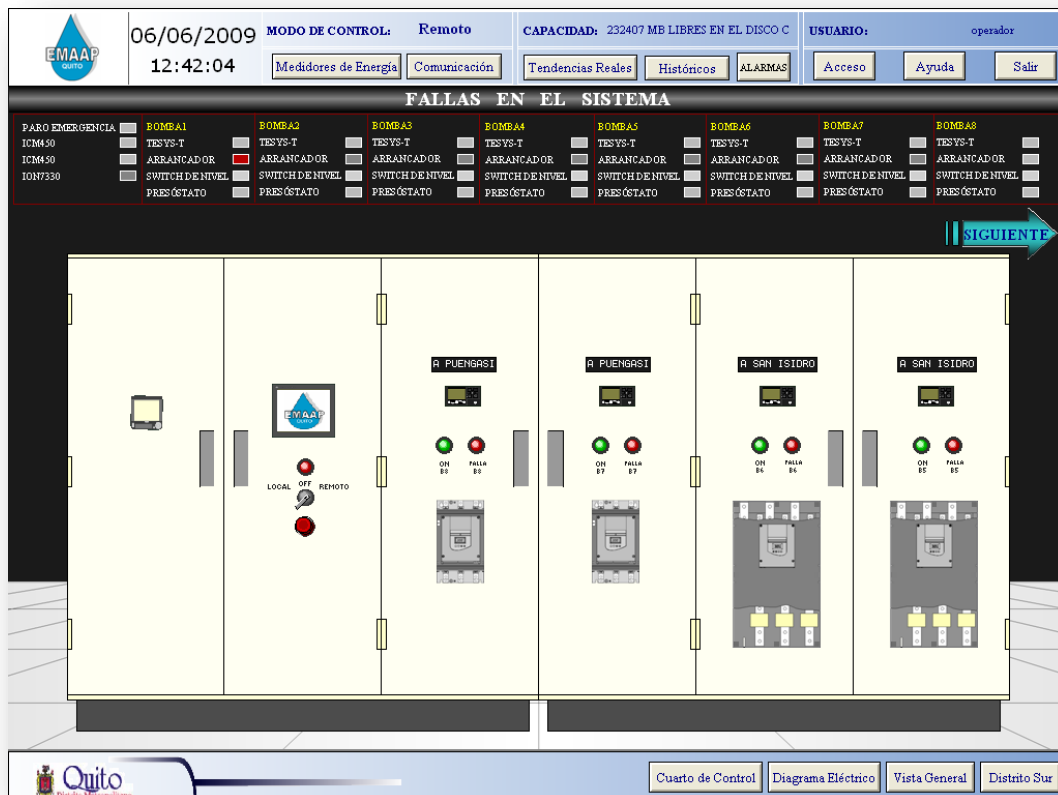 EMAAP
QUITO
06/06/2009
12:42:04
MODO DE CONTROL: Remoto
Medidores de Energía Comunicación
CAPACIDAD: 232407 MB LIBRES EN EL DISCO C
Tendencias Reales Históricos ALARMAS
USUARIO: operador
Acceso Ayuda Salir
FALLAS EN EL SISTEMA
PARO EMERGENCIA
ICM450
ICM450
ION7330
BOMBA1
TESYS-T
ARRANCADOR
SWITCH DE NIVEL
PRESÓSTATO
BOMBA2
TESYS-T
ARRANCADOR
SWITCH DE NIVEL
PRESÓSTATO
BOMBA3
TESYS-T
ARRANCADOR
SWITCH DE NIVEL
PRESÓSTATO
BOMBA4
TESYS-T
ARRANCADOR
SWITCH DE NIVEL
PRESÓSTATO
BOMBA5
TESYS-T
ARRANCADOR
SWITCH DE NIVEL
PRESÓSTATO
BOMBA6
TESYS-T
ARRANCADOR
SWITCH DE NIVEL
PRESÓSTATO
BOMBA7
TESYS-T
ARRANCADOR
SWITCH DE NIVEL
PRESÓSTATO
BOMBA8
TESYS-T
ARRANCADOR
SWITCH DE NIVEL
PRESÓSTATO
SIGUIENTE
EMAAP
QUITO
LOCAL OFF REMOTO
A PUENGASI
ON B8
FALLA B8
A PUENGASI
ON B7
FALLA B7
A SAN ISIDRO
ON B6
FALLA B6
A SAN ISIDRO
ON B5
FALLA B5
Quito
Distrito Metropolitano
Cuarto de Control Diagrama Eléctrico Vista General Distrito Sur